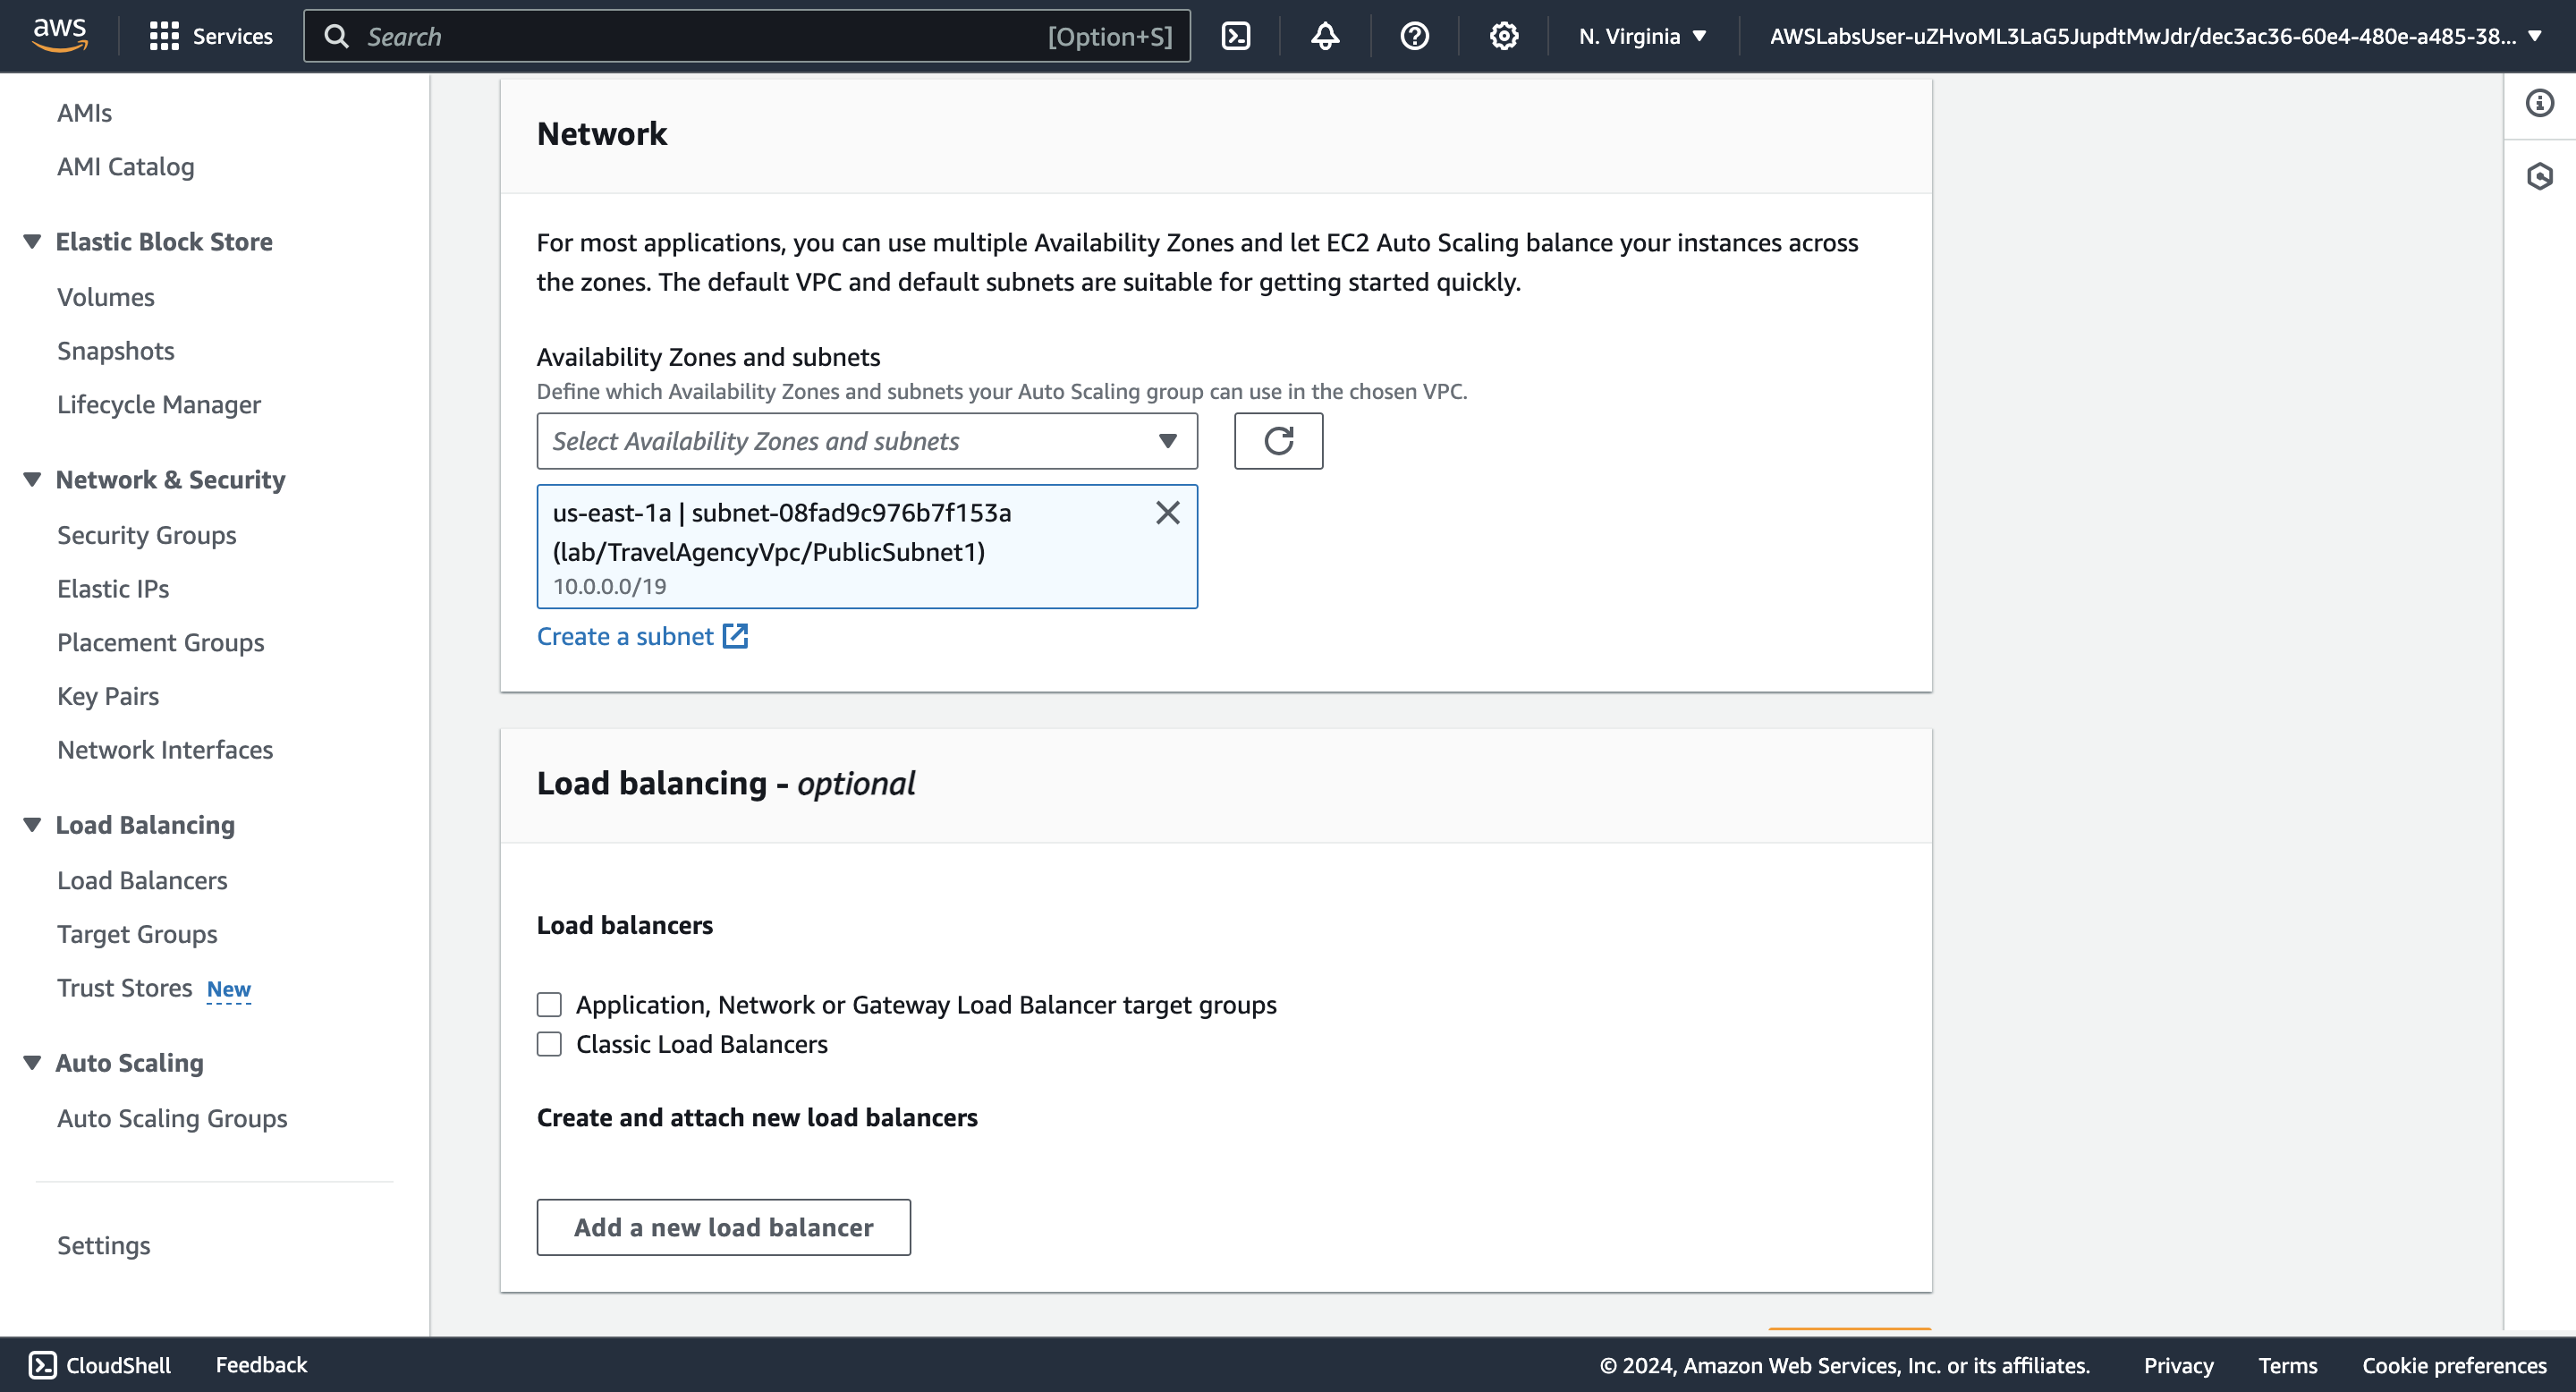 aws
Services
Search
[Option+S]
N. Virginia
AWSLabsUser-uZHvoML3LaG5JupdtMwJdr/dec3ac36-60e4-480e-a485-38...
AMIs
AMI Catalog
Elastic Block Store
Volumes
Snapshots
Lifecycle Manager
Network & Security
Security Groups
Elastic IPs
Placement Groups
Key Pairs
Network Interfaces
Load Balancing
Load Balancers
Target Groups
Trust Stores New
Auto Scaling
Auto Scaling Groups
Settings
Network
For most applications, you can use multiple Availability Zones and let EC2 Auto Scaling balance your instances across
the zones. The default VPC and default subnets are suitable for getting started quickly.
Availability Zones and subnets
Define which Availability Zones and subnets your Auto Scaling group can use in the chosen VPC.
Select Availability Zones and subnets
us-east-1a | subnet-08fad9c976b7f153a
(lab/TravelAgencyVpc/PublicSubnet1)
10.0.0.0/19
Create a subnet
Load balancing - optional
Load balancers
Application, Network or Gateway Load Balancer target groups
Classic Load Balancers
Create and attach new load balancers
Add a new load balancer
CloudShell
Feedback
© 2024, Amazon Web Services, Inc. or its affiliates.
Privacy
Terms
Cookie preferences